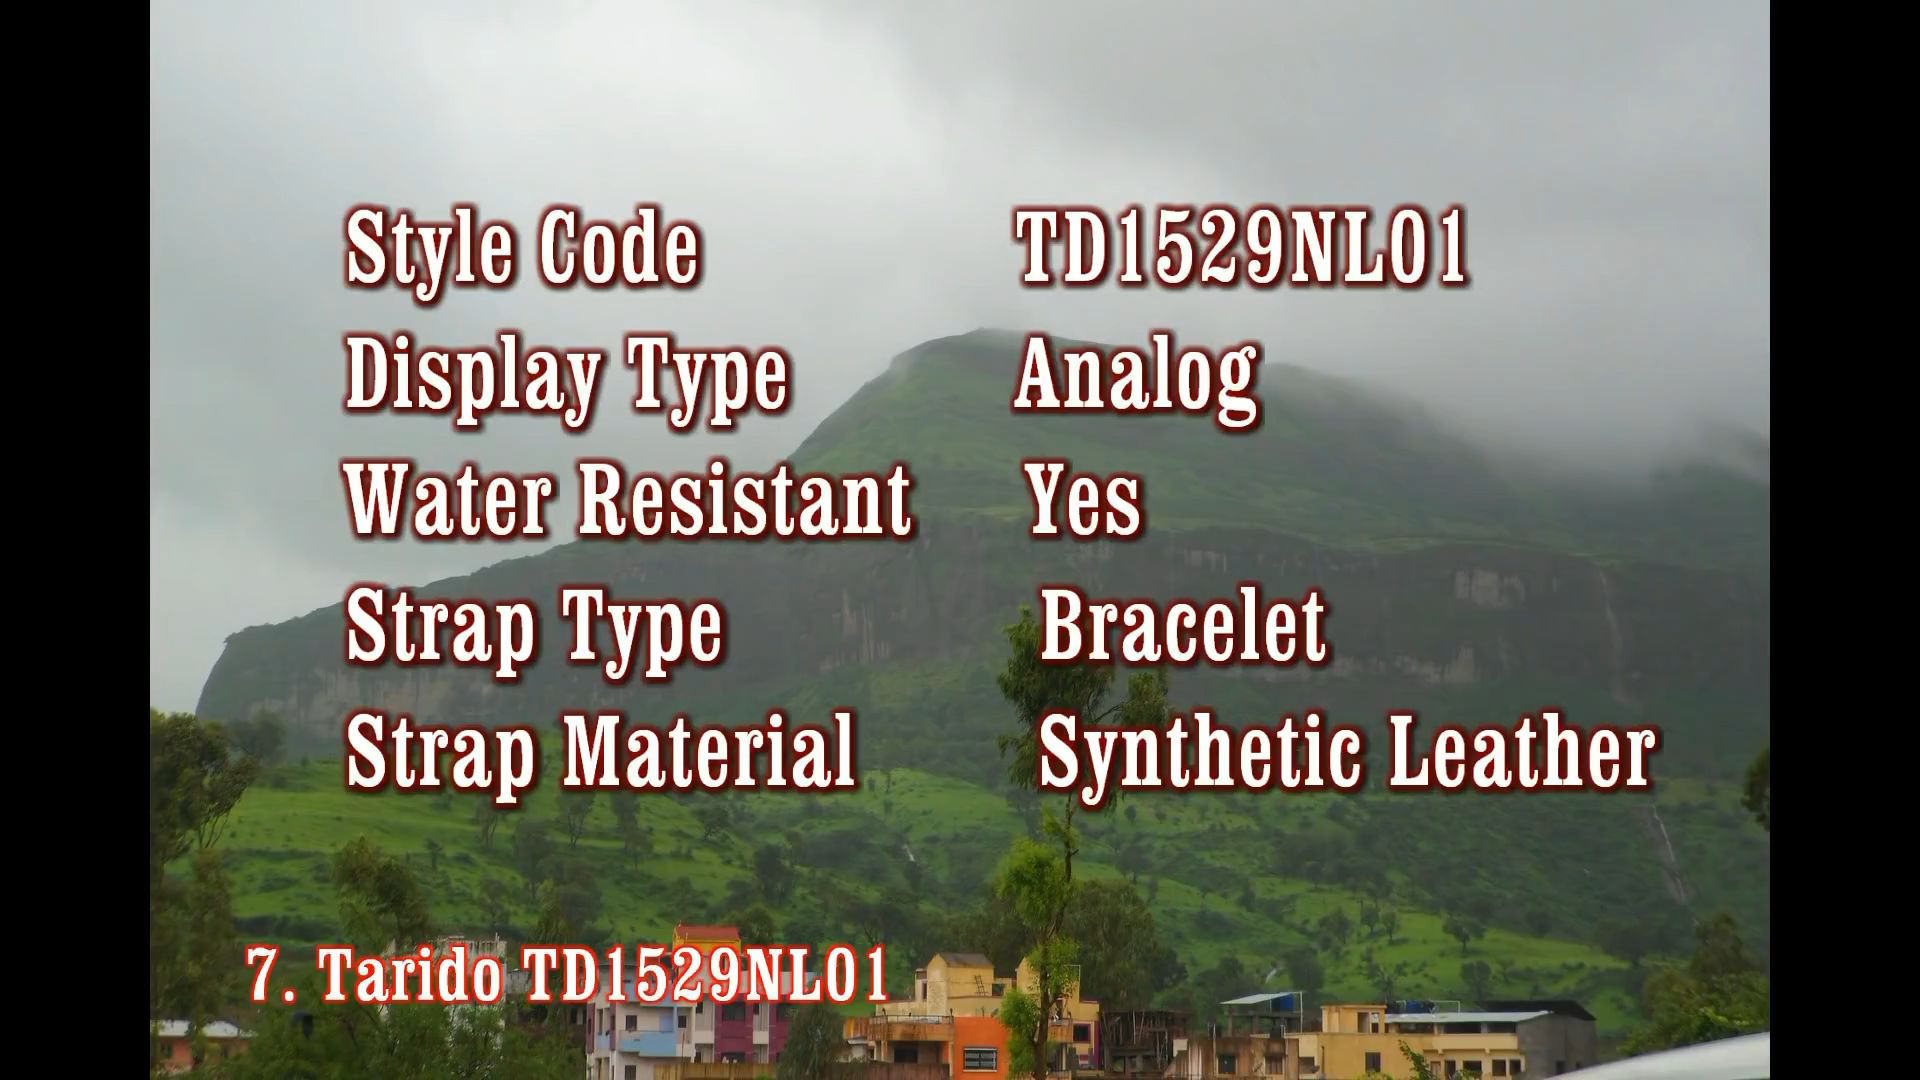 Style Code TD1529NL01
Display Type Analog
Water Resistant Yes
Strap Type Bracelet
Strap Material Synthetic Leather
7. Tarido TD1529NL01